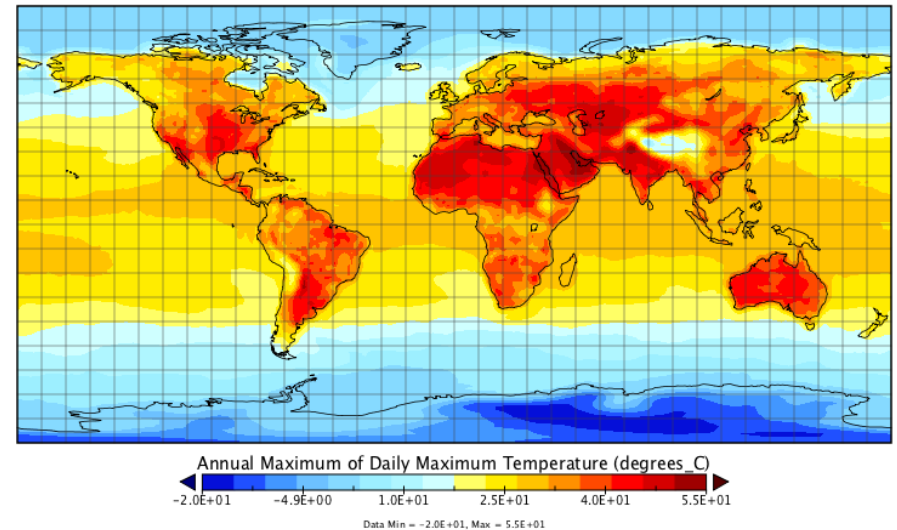 Annual Maximum of Daily Maximum Temperature (degrees_C)
-2.0E+01 -4.9E+00 1.0E+01 2.5E+01 4.0E+01 5.5E+01
Data Min = -2.0E+01, Max = 5.5E+01